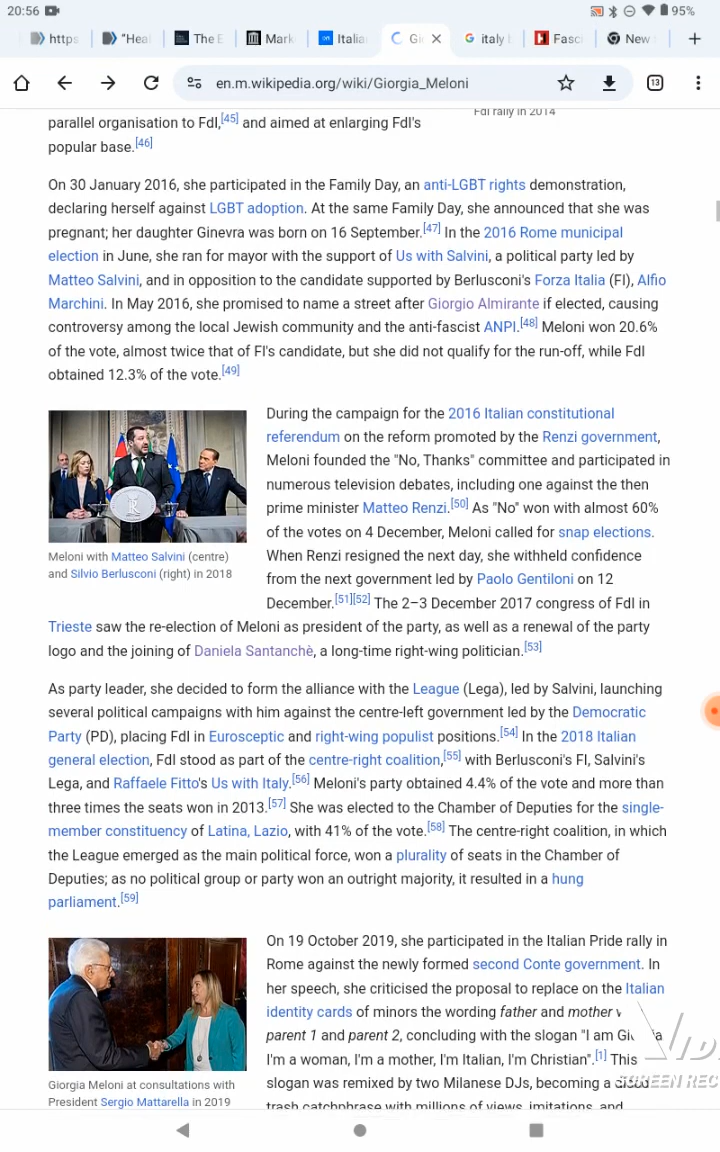 20:56 95%
https "Hea The E Mark Italia Gi italy Fasci New
en.m.wikipedia.org/wiki/Giorgia_Meloni 13
FdI rally in 2014
parallel organisation to FdI,[45] and aimed at enlarging FdI's
popular base.[46]
On 30 January 2016, she participated in the Family Day, an anti-LGBT rights demonstration,
declaring herself against LGBT adoption. At the same Family Day, she announced that she was
pregnant; her daughter Ginevra was born on 16 September.[47] In the 2016 Rome municipal
election in June, she ran for mayor with the support of Us with Salvini, a political party led by
Matteo Salvini, and in opposition to the candidate supported by Berlusconi's Forza Italia (FI), Alfio
Marchini. In May 2016, she promised to name a street after Giorgio Almirante if elected, causing
controversy among the local Jewish community and the anti-fascist ANPI.[48] Meloni won 20.6%
of the vote, almost twice that of FI's candidate, but she did not qualify for the run-off, while FdI
obtained 12.3% of the vote.[49]
During the campaign for the 2016 Italian constitutional
referendum on the reform promoted by the Renzi government,
Meloni founded the "No, Thanks" committee and participated in
numerous television debates, including one against the then
prime minister Matteo Renzi.[50] As "No" won with almost 60%
of the votes on 4 December, Meloni called for snap elections.
When Renzi resigned the next day, she withheld confidence
from the next government led by Paolo Gentiloni on 12
December.[51][52] The 2–3 December 2017 congress of FdI in
Meloni with Matteo Salvini (centre)
and Silvio Berlusconi (right) in 2018
Trieste saw the re-election of Meloni as president of the party, as well as a renewal of the party
logo and the joining of Daniela Santanchè, a long-time right-wing politician.[53]
As party leader, she decided to form the alliance with the League (Lega), led by Salvini, launching
several political campaigns with him against the centre-left government led by the Democratic
Party (PD), placing FdI in Eurosceptic and right-wing populist positions.[54] In the 2018 Italian
general election, FdI stood as part of the centre-right coalition,[55] with Berlusconi's FI, Salvini's
Lega, and Raffaele Fitto's Us with Italy.[56] Meloni's party obtained 4.4% of the vote and more than
three times the seats won in 2013.[57] She was elected to the Chamber of Deputies for the single-
member constituency of Latina, Lazio, with 41% of the vote.[58] The centre-right coalition, in which
the League emerged as the main political force, won a plurality of seats in the Chamber of
Deputies; as no political group or party won an outright majority, it resulted in a hung
parliament.[59]
On 19 October 2019, she participated in the Italian Pride rally in
Rome against the newly formed second Conte government. In
her speech, she criticised the proposal to replace on the Italian
identity cards of minors the wording father and mother
parent 1 and parent 2, concluding with the slogan "I am
I'm a woman, I'm a mother, I'm Italian, I'm Christian".[1] This
slogan was remixed by two Milanese DJs, becoming a
trash catchphrase with millions of views, imitations, and
Giorgia Meloni at consultations with
President Sergio Mattarella in 2019
SCREEN REC